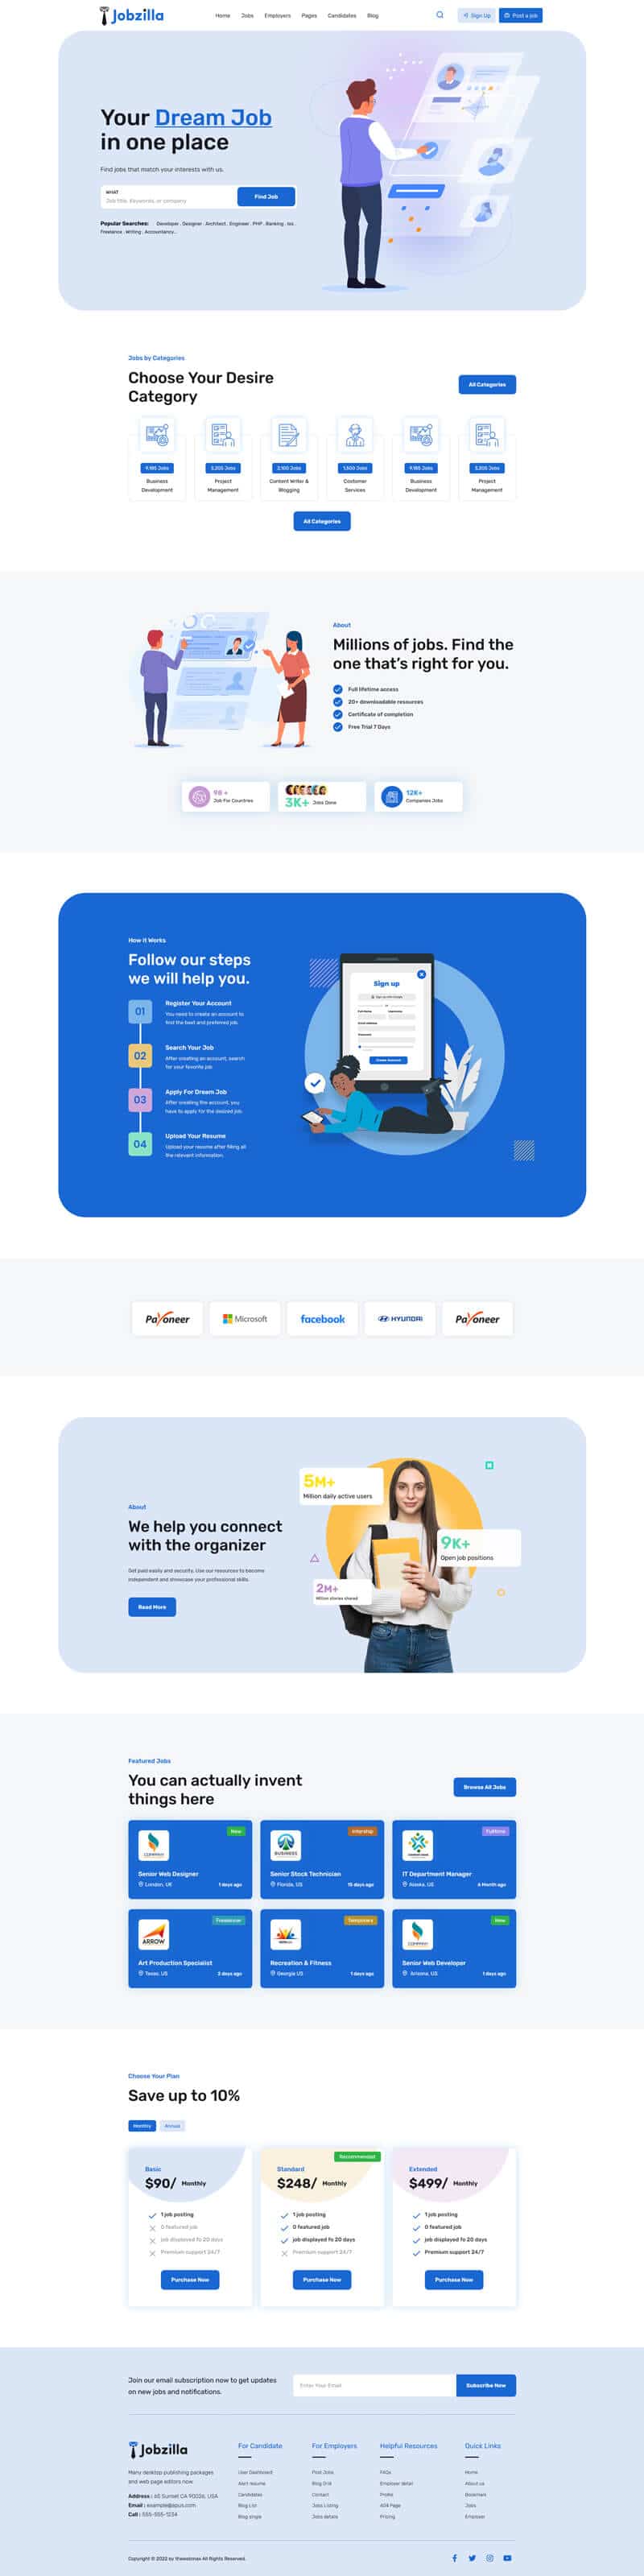 Jobzilla
Home Jobs Employers Pages Candidates Blog
Sign Up Post a job
Your Dream Job
in one place
Find jobs that match your interests with us.
WHAT
Job title, Keywords, or company
Find Job
Popular Searches: Developer . Designer . Architect . Engineer . PHP . Banking . ios .
Freelance . Writing . Accountancy...
Jobs by Categories
Choose Your Desire
Category
All Categories
9,185 Jobs
Business
Development
3,205 Jobs
Project
Management
2,100 Jobs
Content Writer &
Blogging
1,500 Jobs
Costomer
Services
9,185 Jobs
Business
Development
3,205 Jobs
Project
Management
All Categories
About
Millions of jobs. Find the
one that's right for you.
Full lifetime access
20+ downloadable resources
Certificate of completion
Free Trial 7 Days
98 +
Job For Countries
3K+ Jobs Done
12K+
Companies Jobs
How It Works
Follow our steps
we will help you.
01
Register Your Account
You need to create an account to
find the best and preferred job.
02
Search Your Job
After creating an account, search
for your favorite job.
03
Apply For Dream Job
After creating the account, you
have to apply for the desired job.
04
Upload Your Resume
Upload your resume after filling all
the relevant information.
Sign up
Sign up with Google
Payoneer
Microsoft
facebook
HYUNDAI
Payoneer
About
We help you connect
with the organizer
Get paid easily and security. Use our resources to become
independent and showcase your professional skills.
Read More
5M+
Million daily active users
9K+
Open job positions
2M+
Million stories shared
Featured Jobs
You can actually invent
things here
Browse All Jobs
New
COMPANY
Senior Web Designer
London, UK 1 days ago
Intership
BUSINESS
Senior Stock Technician
Florida, US 15 days ago
Fulltime
IT Department Manager
Alaska, US 6 Month ago
Freelancer
ARROW
Art Production Specialist
Texas, US 2 days ago
Temporary
Recreation & Fitness
Georgia US 1 days ago
New
COMPANY
Senior Web Developer
Arizona, US 1 days ago
Choose Your Plan
Save up to 10%
Monthly Annual
Basic
$90/ Monthly
1 job posting
0 featured job
job displayed fo 20 days
Premium support 24/7
Purchase Now
Recommended
Standard
$248/ Monthly
1 job posting
0 featured job
job displayed fo 20 days
Premium support 24/7
Purchase Now
Extended
$499/ Monthly
1 job posting
0 featured job
job displayed fo 20 days
Premium support 24/7
Purchase Now
Join our email subscription now to get updates
on new jobs and notifications.
Enter Your Email
Subscribe Now
Jobzilla
Many desktop publishing packages
and web page editors now.
Address : 65 Sunset CA 90026, USA
Email : example@max.com
Call : 555-555-1234
For Candidate
User Dashboard
Alert resume
Candidates
Blog List
Blog single
For Employers
Post Jobs
Blog Grid
Contact
Jobs Listing
Jobs details
Helpful Resources
FAQs
Employer detail
Profile
404 Page
Pricing
Quick Links
Home
About us
Bookmark
Jobs
Employer
Copyright © 2023 by thewebmax All Rights Reserved.